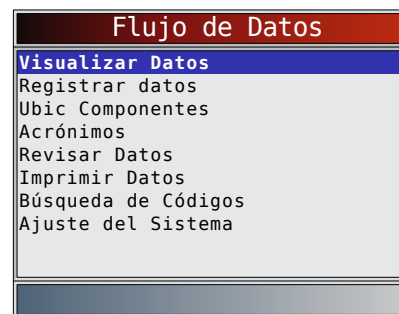 Flujo de Datos
Visualizar Datos
Registrar datos
Ubic Componentes
Acrónimos
Revisar Datos
Imprimir Datos
Búsqueda de Códigos
Ajuste del Sistema